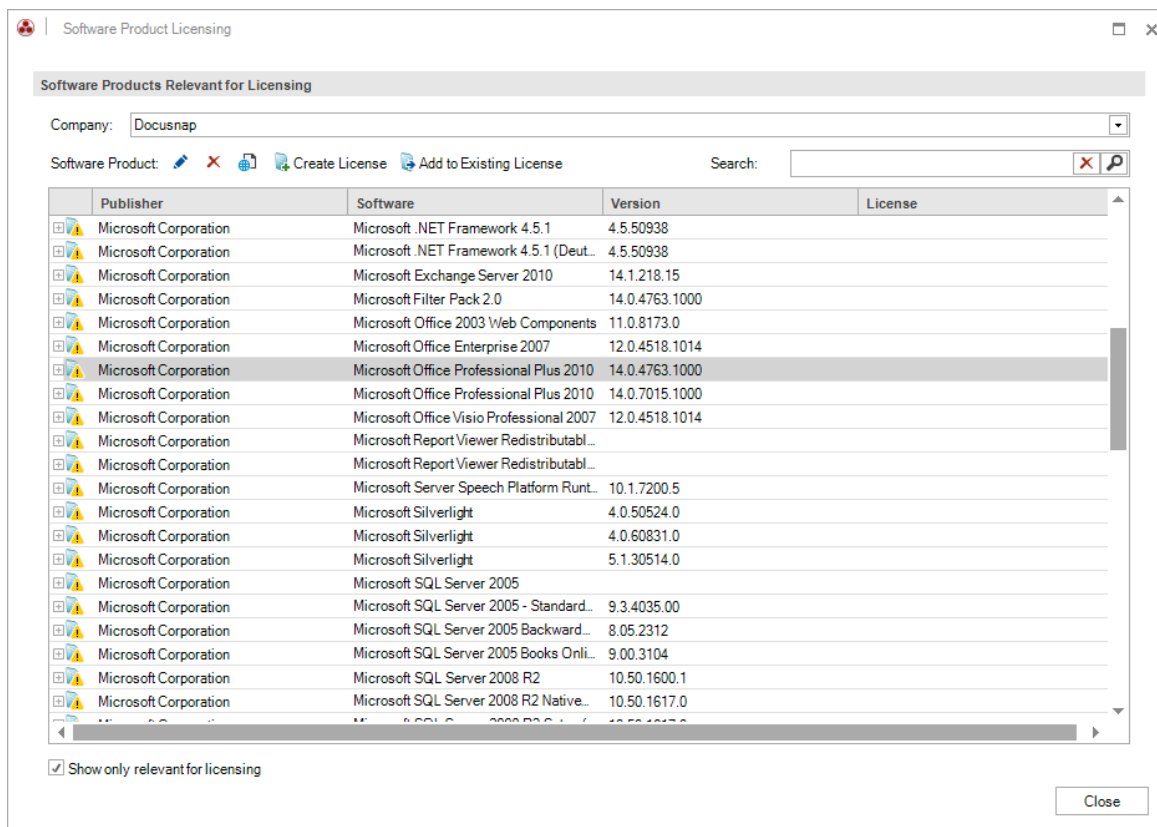 Software Product Licensing
Software Products Relevant for Licensing
Company: Docusnap
Software Product: Create License Add to Existing License Search:
Publisher Software Version License
Microsoft Corporation Microsoft .NET Framework 4.5.1 4.5.50938
Microsoft Corporation Microsoft .NET Framework 4.5.1 (Deut... 4.5.50938
Microsoft Corporation Microsoft Exchange Server 2010 14.1.218.15
Microsoft Corporation Microsoft Filter Pack 2.0 14.0.4763.1000
Microsoft Corporation Microsoft Office 2003 Web Components 11.0.8173.0
Microsoft Corporation Microsoft Office Enterprise 2007 12.0.4518.1014
Microsoft Corporation Microsoft Office Professional Plus 2010 14.0.4763.1000
Microsoft Corporation Microsoft Office Professional Plus 2010 14.0.7015.1000
Microsoft Corporation Microsoft Office Visio Professional 2007 12.0.4518.1014
Microsoft Corporation Microsoft Report Viewer Redistributabl...
Microsoft Corporation Microsoft Report Viewer Redistributabl...
Microsoft Corporation Microsoft Server Speech Platform Runt... 10.1.7200.5
Microsoft Corporation Microsoft Silverlight 4.0.50524.0
Microsoft Corporation Microsoft Silverlight 4.0.60831.0
Microsoft Corporation Microsoft Silverlight 5.1.30514.0
Microsoft Corporation Microsoft SQL Server 2005
Microsoft Corporation Microsoft SQL Server 2005 - Standard... 9.3.4035.00
Microsoft Corporation Microsoft SQL Server 2005 Backward... 8.05.2312
Microsoft Corporation Microsoft SQL Server 2005 Books Onli... 9.00.3104
Microsoft Corporation Microsoft SQL Server 2008 R2 10.50.1600.1
Microsoft Corporation Microsoft SQL Server 2008 R2 Native... 10.50.1617.0
Show only relevant for licensing
Close